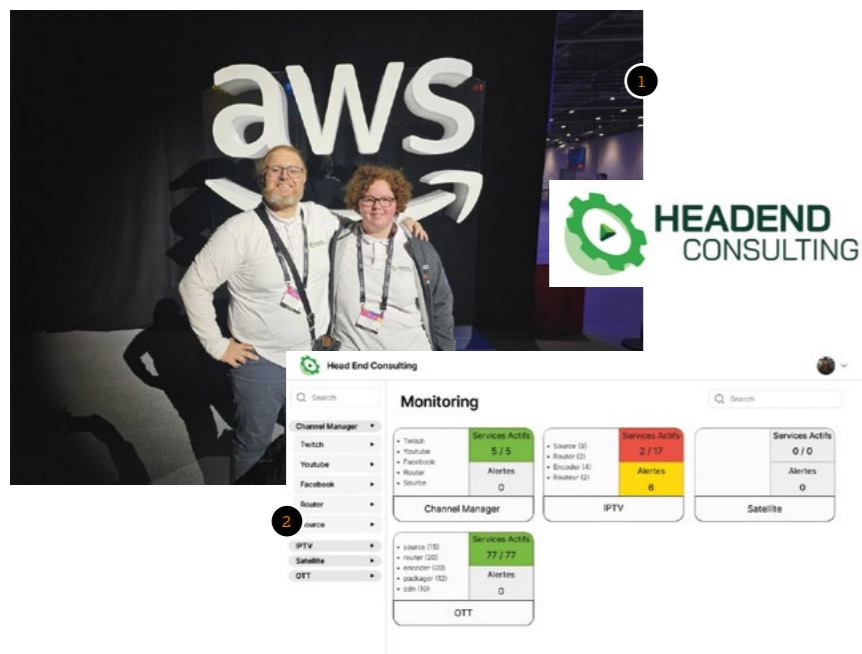 aws
1
HEADEND
CONSULTING
HEADEND
Head End Consulting
Search
Monitoring
Search
Channel Manager
Twitch
Youtube
Facebook
Router
ource
IPTV
Satellite
OTT
2
• Twitch
• Youtube
• Facebook
• Router
• Source
Services Actifs
5 / 5
Alertes
0
Channel Manager
• Source (9)
• Router (2)
• Encoder (4)
• Routeur (2)
Services Actifs
2 / 17
Alertes
6
IPTV
Services Actifs
0 / 0
Alertes
0
Satellite
• source (15)
• router (20)
• encoder (20)
• packager (12)
• cdn (10)
Services Actifs
77 / 77
Alertes
0
OTT